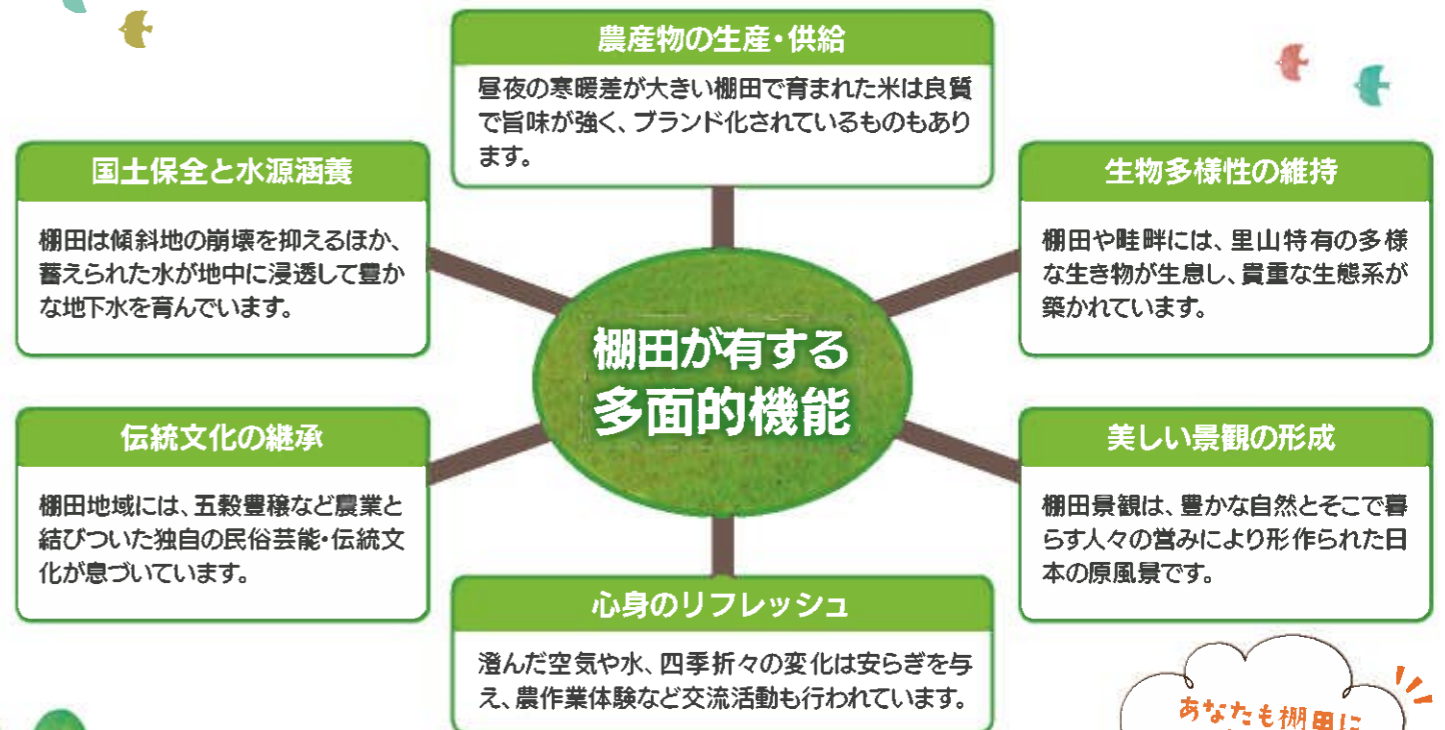 農産物の生産・供給
昼夜の寒暖差が大きい棚田で育まれた米は良質
で旨味が強く、ブランド化されているものもあり
ます。
国土保全と水源涵養
棚田は傾斜地の崩壊を抑えるほか、
蓄えられた水が地中に浸透して豊か
な地下水を育んでいます。
生物多様性の維持
棚田や畦畔には、里山特有の多様
な生き物が生息し、貴重な生態系が
築かれています。
棚田が有する
多面的機能
伝統文化の継承
棚田地域には、五穀豊穣など農業と
結びついた独自の民俗芸能・伝統文
化が息づいています。
美しい景観の形成
棚田景観は、豊かな自然とそこで暮
らす人々の営みにより形作られた日
本の原風景です。
心身のリフレッシュ
澄んだ空気や水、四季折々の変化は安らぎを与
え、農作業体験など交流活動も行われています。
あなたも棚田に